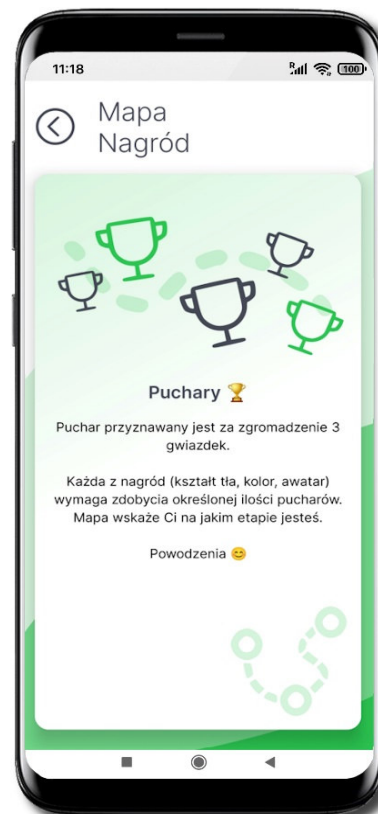 11:18
R
100
Mapa
Nagród
Puchary 🏆
Puchar przyznawany jest za zgromadzenie 3
gwiazdek.
Każda z nagród (kształt tła, kolor, awatar)
wymaga zdobycia określonej ilości pucharów.
Mapa wskaże Ci na jakim etapie jesteś.
Powodzenia 😊